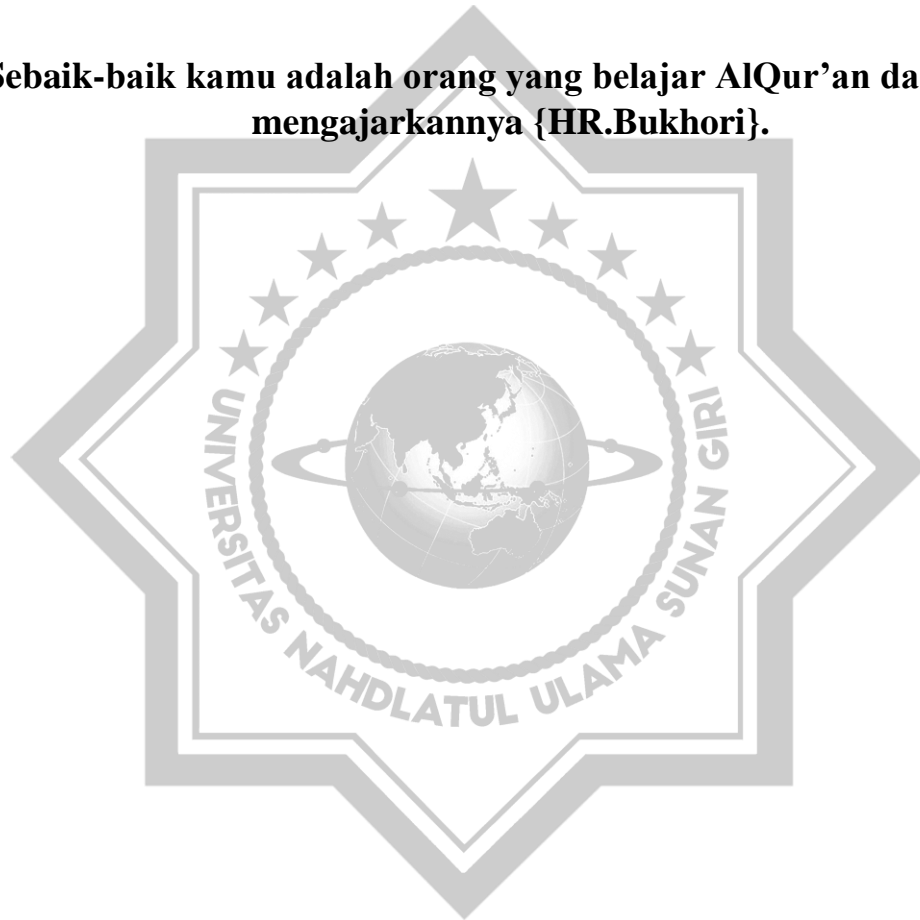 Sebaik-baik kamu adalah orang yang belajar AlQur’an da
mengajarkannya {HR.Bukhori}.
UNIVERSITAS NAHDLATUL ULAMA SUNAN GIRI